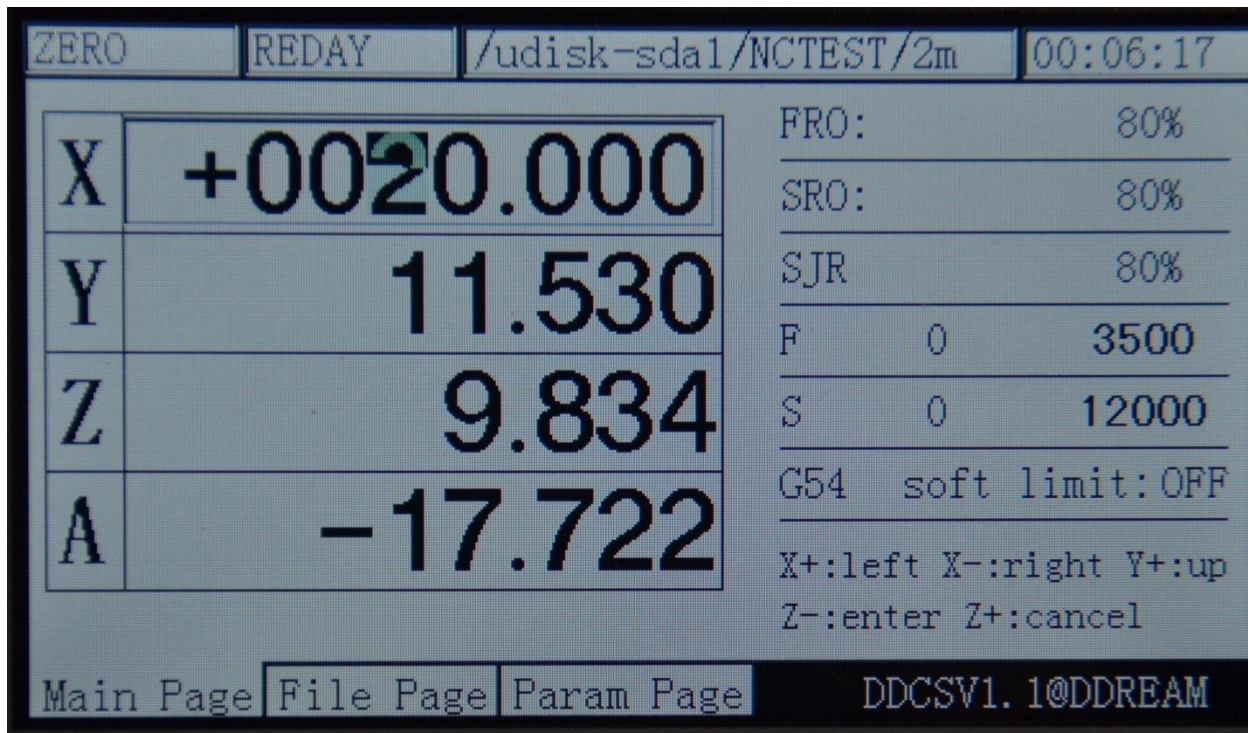 ZERO REDAY /udisk-sda1/NCTEST/2m 00:06:17
X +0020.000
Y 11.530
Z 9.834
A -17.722
FRO: 80%
SRO: 80%
SJR 80%
F 0 3500
S 0 12000
G54 soft limit:OFF
X+:left X-:right Y+:up
Z-:enter Z+:cancel
Main Page File Page Param Page DDCSV1.1@DDREAM